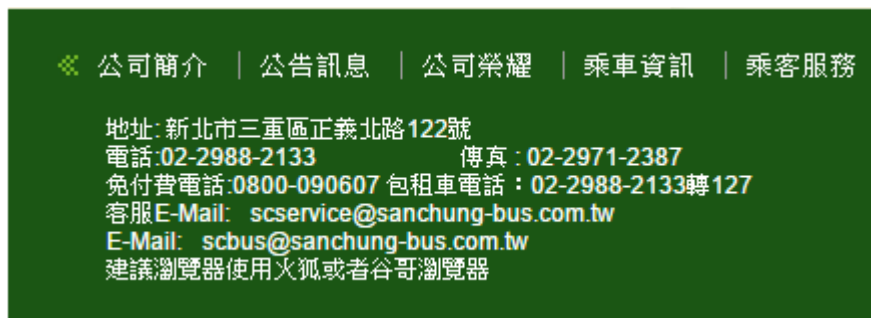 « 公司簡介 | 公告訊息 | 公司榮耀 | 乘車資訊 | 乘客服務
地址:新北市三重區正義北路122號
電話:02-2988-2133 傳真 : 02-2971-2387
免付費電話:0800-090607 包租車電話：02-2988-2133轉127
客服E-Mail: scservice@sanchung-bus.com.tw
E-Mail: scbus@sanchung-bus.com.tw
建議瀏覽器使用火狐或者谷哥瀏覽器